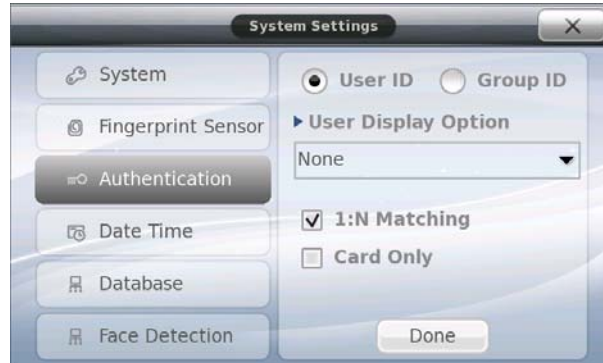 System Settings
System
Fingerprint Sensor
Authentication
Date Time
Database
Face Detection
User ID
Group ID
User Display Option
None
1:N Matching
Card Only
Done